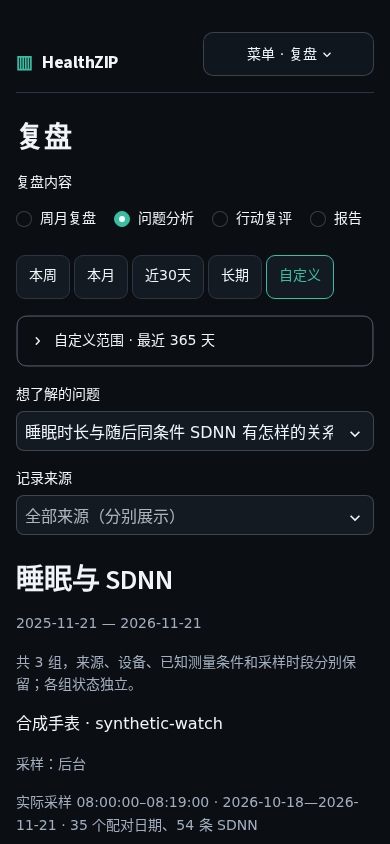 HealthZIP
菜单 · 复盘
复盘
复盘内容
周月复盘 问题分析 行动复评 报告
本周 本月 近30天 长期 自定义
自定义范围 · 最近 365 天
想了解的问题
睡眠时长与随后同条件 SDNN 有怎样的关系
记录来源
全部来源（分别展示）
睡眠与 SDNN
2025-11-21 — 2026-11-21
共 3 组，来源、设备、已知测量条件和采样时段分别保
留；各组状态独立。
合成手表 · synthetic-watch
采样：后台
实际采样 08:00:00–08:19:00 · 2026-10-18—2026-
11-21 · 35 个配对日期、54 条 SDNN